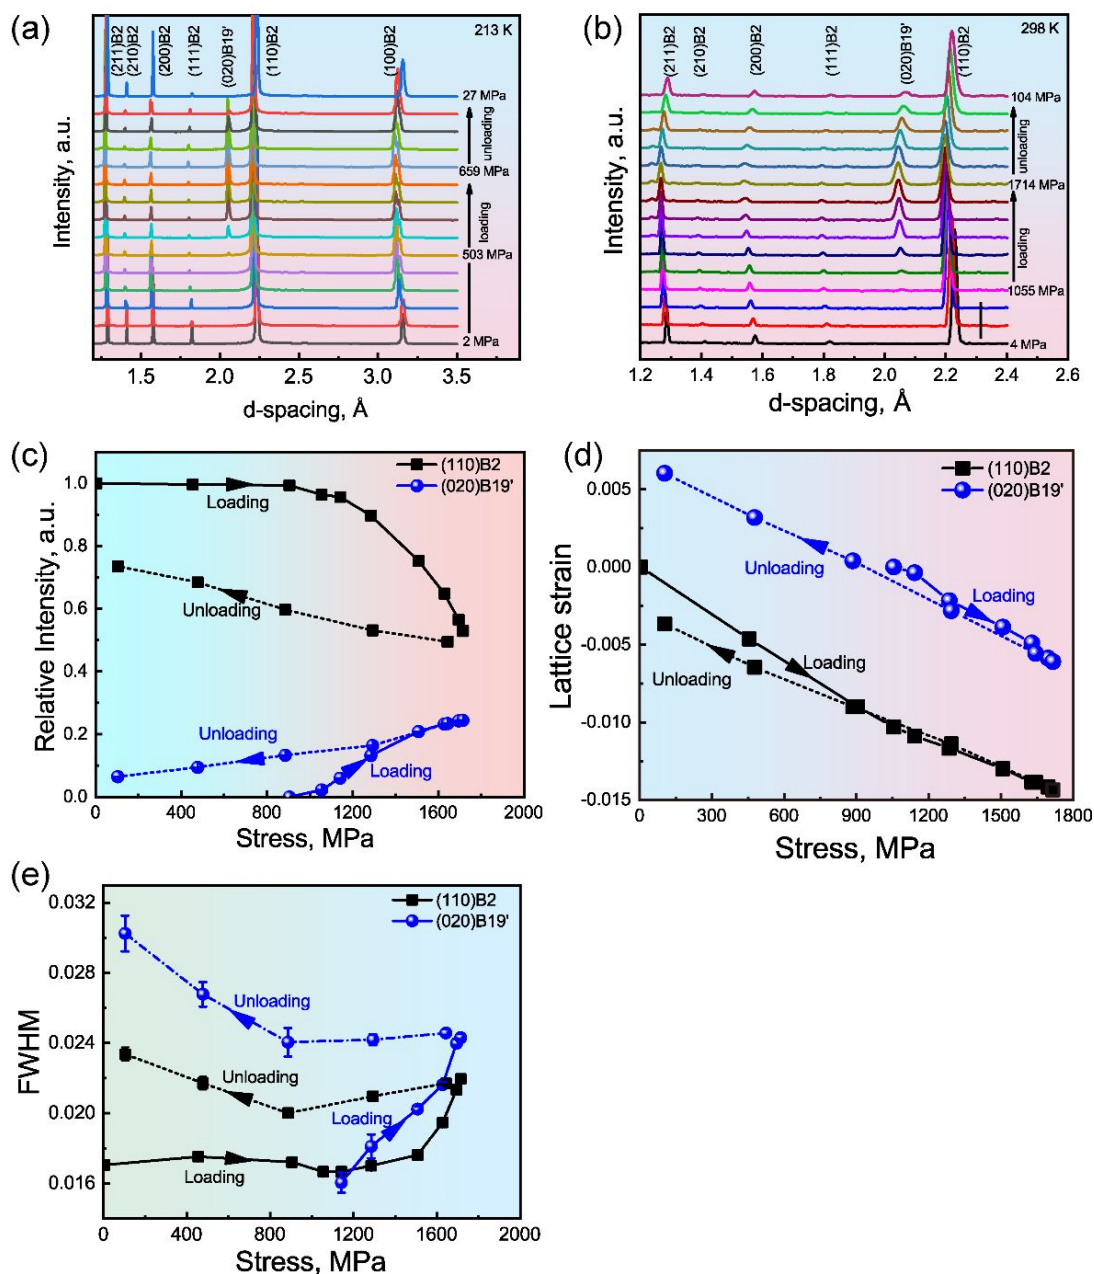 (a)
213 K
(211)B2
(210)B2
(200)B2
(111)B2
(020)B19'
(110)B2
(100)B2
27 MPa
unloading
659 MPa
loading
503 MPa
2 MPa
Intensity, a.u.
1.5 2.0 2.5 3.0 3.5
d-spacing, Å
(b)
298 K
(211)B2
(210)B2
(200)B2
(111)B2
(020)B19'
(110)B2
104 MPa
unloading
1714 MPa
loading
1055 MPa
4 MPa
Intensity, a.u.
1.2 1.4 1.6 1.8 2.0 2.2 2.4 2.6
d-spacing, Å
(c)
(110)B2
(020)B19'
1.0
0.8
0.6
0.4
0.2
0.0
Relative Intensity, a.u.
Loading
Unloading
Unloading
Loading
0 400 800 1200 1600 2000
Stress, MPa
(d)
(110)B2
(020)B19'
0.005
0.000
-0.005
-0.010
-0.015
Lattice strain
Unloading
Loading
Loading
Unloading
0 300 600 900 1200 1500 1800
Stress, MPa
(e)
(110)B2
(020)B19'
0.032
0.028
0.024
0.020
0.016
FWHM
Unloading
Unloading
Loading
Loading
0 400 800 1200 1600 2000
Stress, MPa